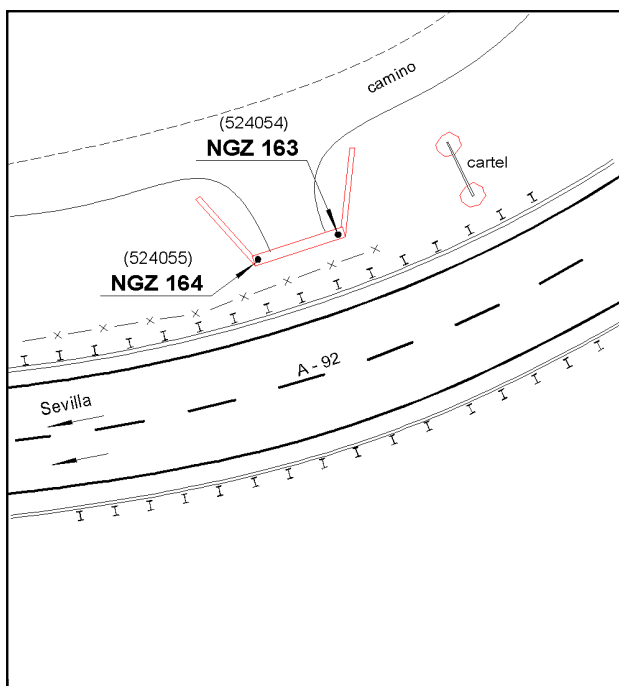 camino
(524054)
NGZ 163
cartel
(524055)
NGZ 164
A - 92
Sevilla